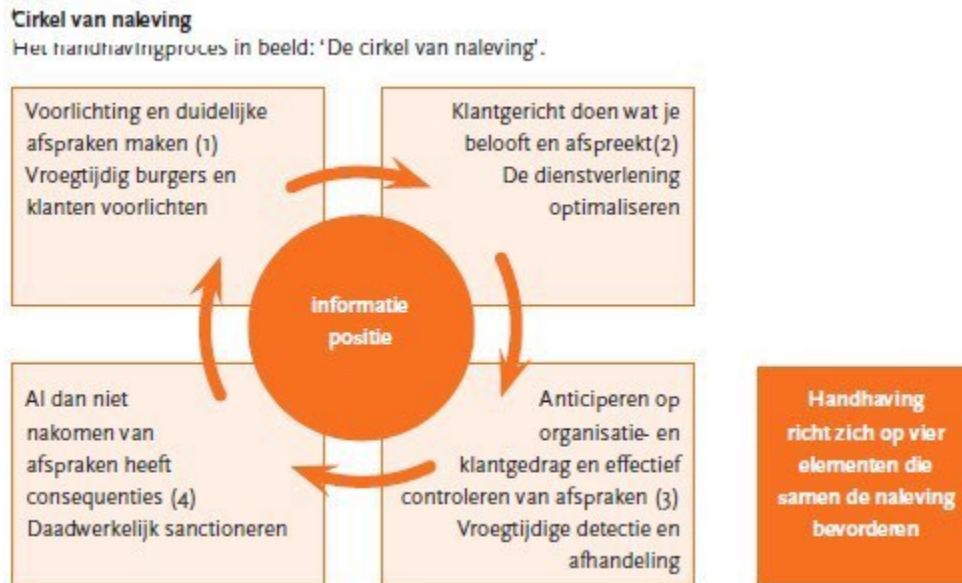 Cirkel van naleving
Het handhavingproces in beeld: ‘De cirkel van naleving’.
Voorlichting en duidelijke
afspraken maken (1)
Vroegtijdig burgers en
klanten voorlichten
Klantgericht doen wat je
belooft en afspreekt(2)
De dienstverlening
optimaliseren
informatie
positie
Al dan niet
nakomen van
afspraken heeft
consequenties (4)
Daadwerkelijk sanctioneren
Anticiperen op
organisatie- en
klantgedrag en effectief
controleren van afspraken (3)
Vroegtijdige detectie en
afhandeling
Handhaving
richt zich op vier
elementen die
samen de naleving
bevorderen